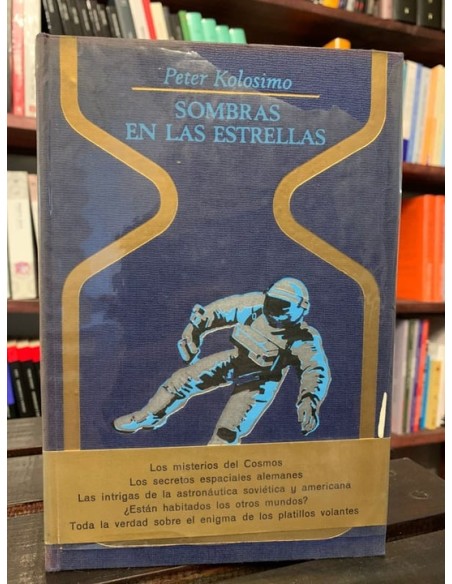 Peter Kolosimo
SOMBRAS
EN LAS ESTRELLAS
Los misterios del Cosmos
Los secretos espaciales alemanes
Las intrigas de la astronáutica soviética y americana
¿Están habitados los otros mundos?
Toda la verdad sobre el enigma de los platillos volantes